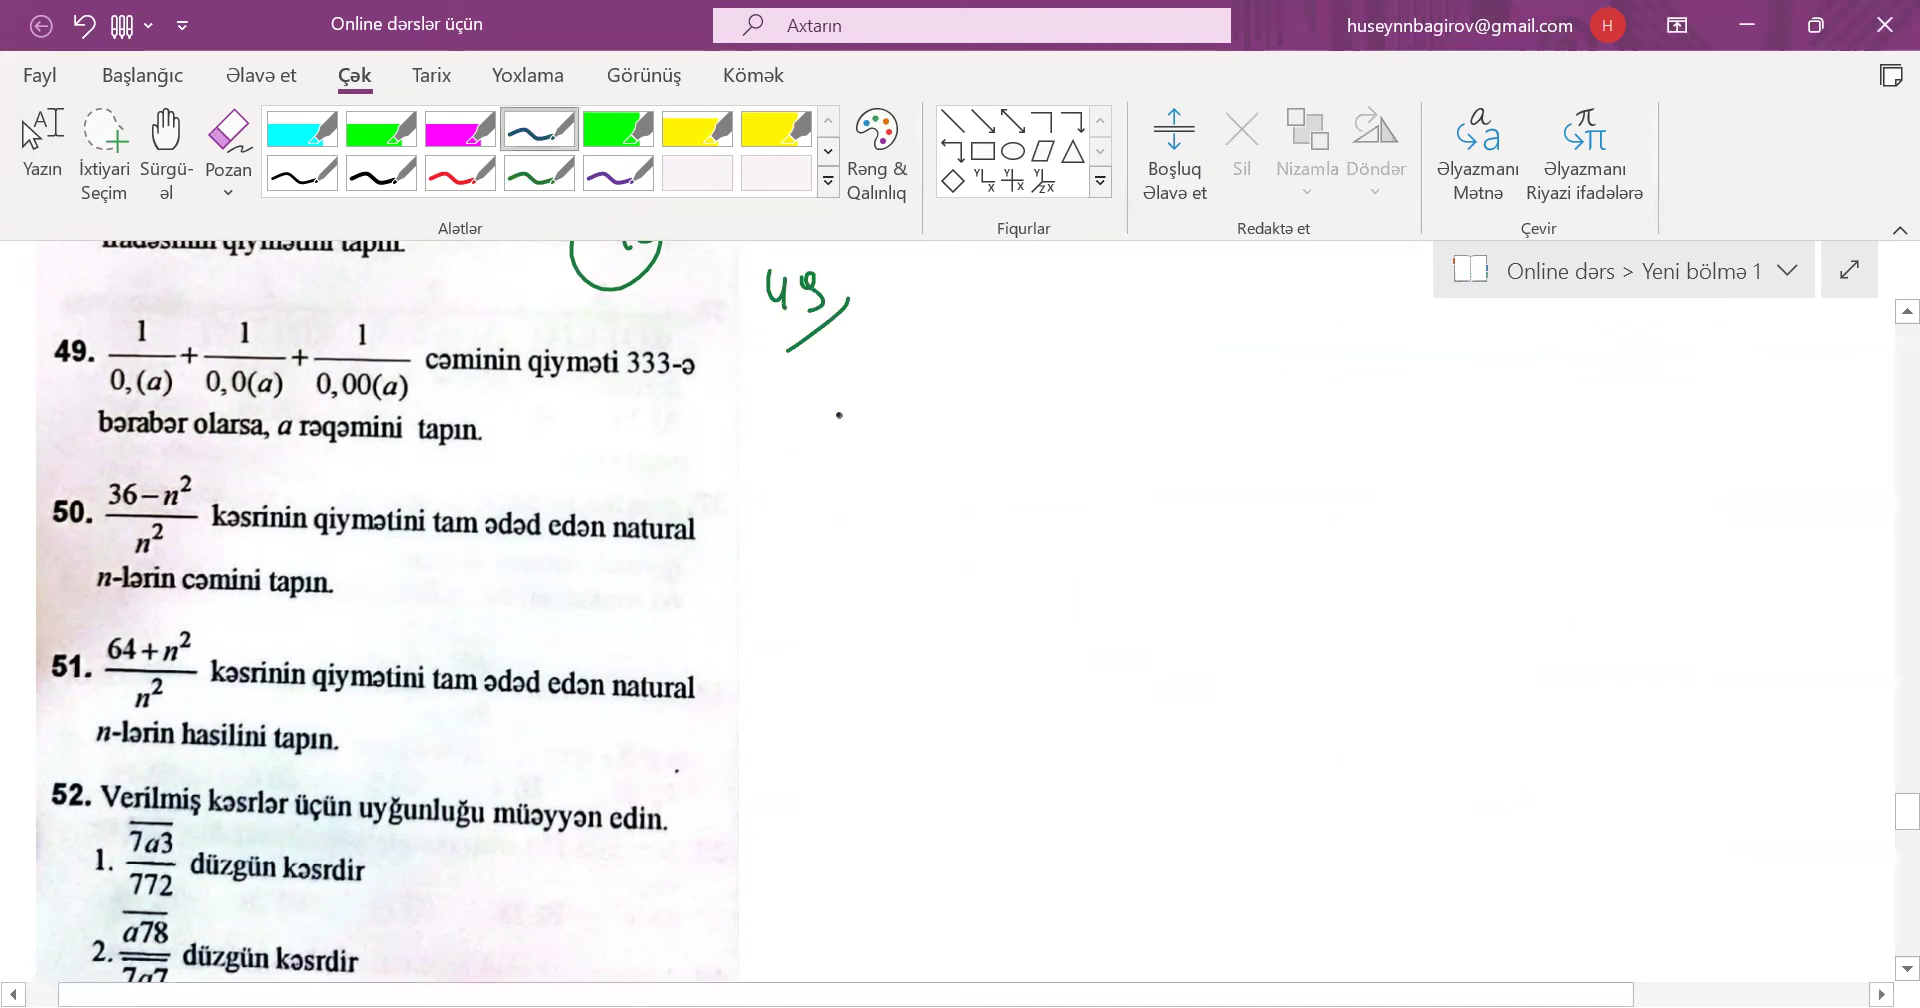 Online dərslər üçün
Axtarın
huseynnbagirov@gmail.com
H
Fayl Başlanğıc Əlavə et Çək Tarix Yoxlama Görünüş Kömək
Yazın
İxtiyari Seçim
Sürgü-əl
Pozan
Rəng & Qalınlıq
Boşluq Əlavə et
Sil
Nizamla
Döndər
Əlyazmanı Mətnə
Əlyazmanı Riyazi ifadələrə
Alətlər
Fiqurlar
Redaktə et
Çevir
Online dərs > Yeni bölmə 1
ifadəsinin qiymətini tapın.
49
49. 1/0,(a) + 1/0,0(a) + 1/0,00(a) cəminin qiyməti 333-ə
bərabər olarsa, a rəqəmini tapın.
50. 36–n²/n² kəsrinin qiymətini tam ədəd edən natural
n-lərin cəmini tapın.
51. 64+n²/n² kəsrinin qiymətini tam ədəd edən natural
n-lərin hasilini tapın.
52. Verilmiş kəsrlər üçün uyğunluğu müəyyən edin.
1. 7a3/772 düzgün kəsrdir
2. a78/7a7 düzgün kəsrdir